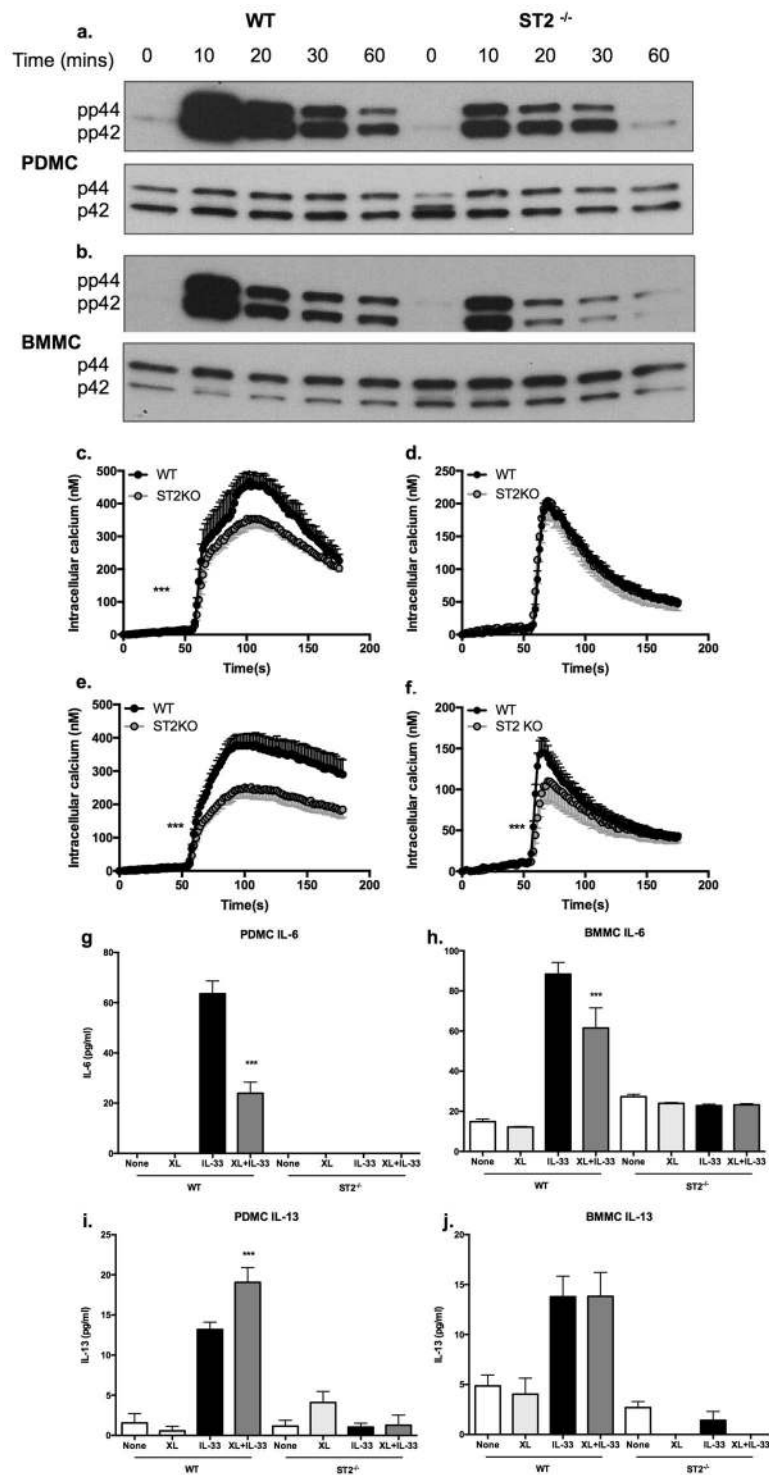 WT ST2 -/-
a.
Time (mins) 0 10 20 30 60 0 10 20 30 60
pp44
pp42
PDMC
p44
p42
b.
pp44
pp42
BMMC
p44
p42
c.
WT
ST2KO
Intracellular calcium (nM)
500
400
300
200
100
0
***
0 50 100 150 200
Time(s)
d.
WT
ST2KO
Intracellular calcium (nM)
250
200
150
100
50
0
0 50 100 150 200
Time(s)
e.
WT
ST2KO
Intracellular calcium (nM)
500
400
300
200
100
0
***
0 50 100 150 200
Time(s)
f.
WT
ST2 KO
Intracellular calcium (nM)
200
150
100
50
0
***
0 50 100 150 200
Time(s)
g. PDMC IL-6
IL-6 (pg/ml)
80
60
40
20
0
***
None XL IL-33 XL+IL-33 None XL IL-33 XL+IL-33
WT ST2-/-
h. BMMC IL-6
100
80
60
40
20
0
***
None XL IL-33 XL+IL-33 None XL IL-33 XL+IL-33
WT ST2-/-
i. PDMC IL-13
IL-13 (pg/ml)
25
20
15
10
5
0
***
None XL IL-33 XL+IL-33 None XL IL-33 XL+IL-33
WT ST2-/-
j. BMMC IL-13
IL-13 (pg/ml)
20
15
10
5
0
None XL IL-33 XL+IL-33 None XL IL-33 XL+IL-33
WT ST2-/-